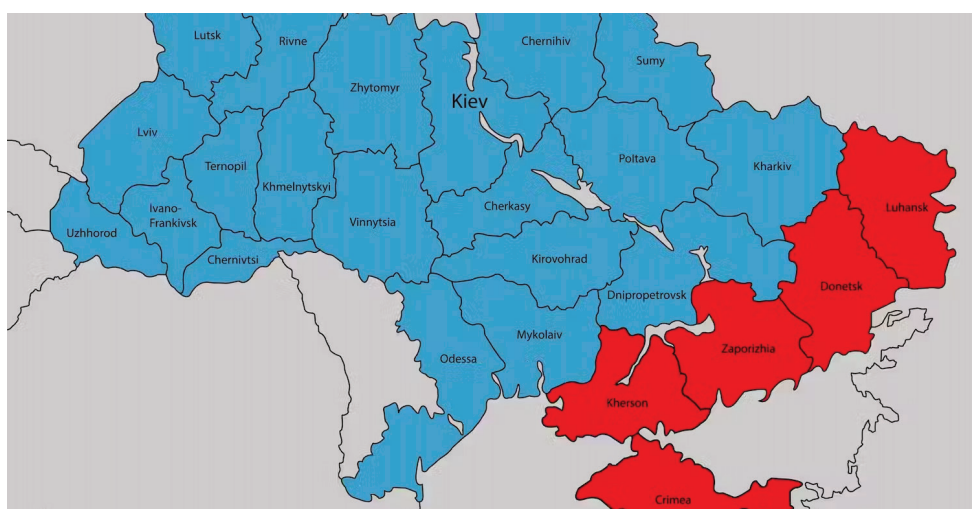 Lutsk
Rivne
Chernihiv
Sumy
Zhytomyr
Kiev
Lviv
Ternopil
Poltava
Kharkiv
Khmelnytskyi
Luhansk
Ivano-
Frankivsk
Vinnytsia
Cherkasy
Uzhhorod
Chernivtsi
Kirovohrad
Donetsk
Dnipropetrovsk
Mykolaiv
Zaporizhia
Odessa
Kherson
Crimea